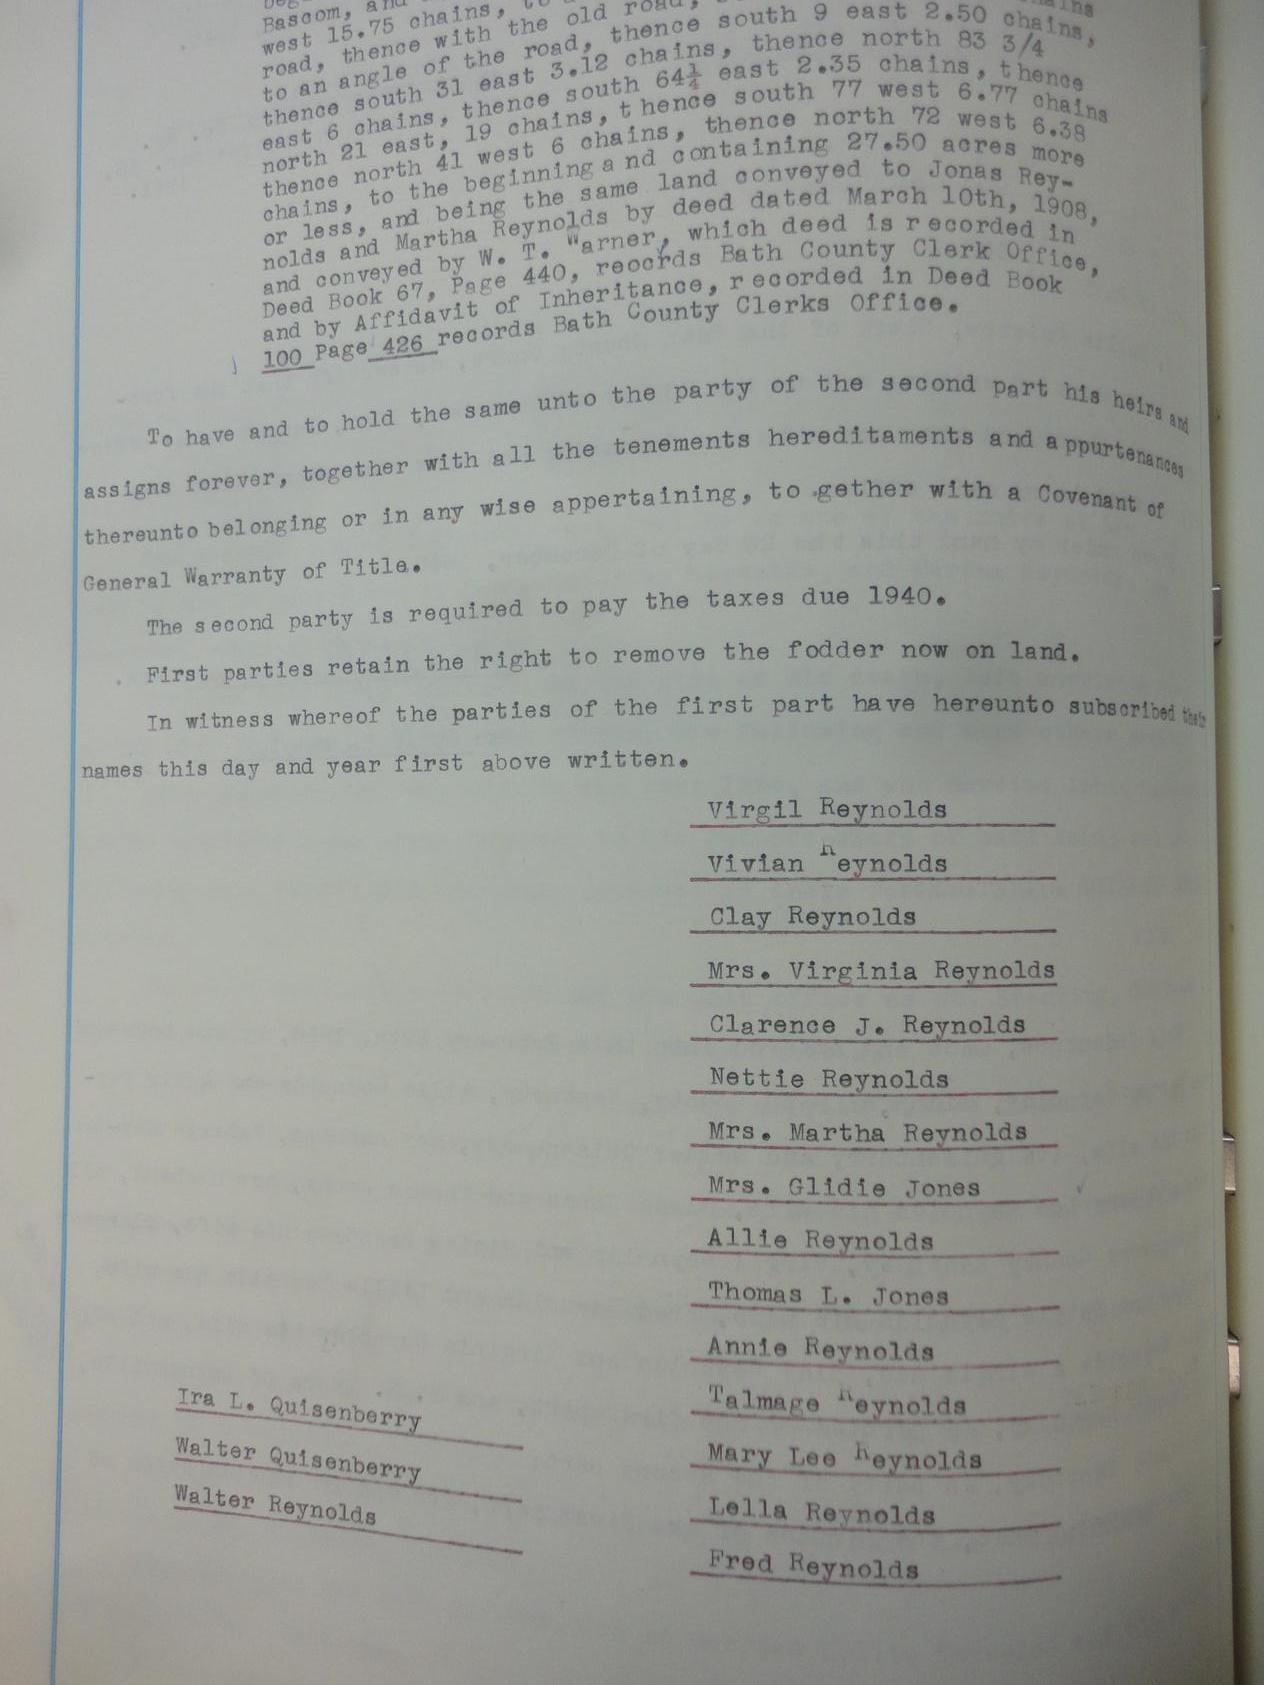 Bascom, and
west 15.75 chains,
road, thence with the old road,
to an angle of the road, thence south 9 east 2.50 chains,
thence south 31 east 3.12 chains, thence north 83 3/4
east 6 chains, thence south 64¼ east 2.35 chains, thence
north 21 east, 19 chains, thence south 77 west 6.77 chains
thence north 41 west 6 chains, thence north 72 west 6.38
chains, to the beginning and containing 27.50 acres more
or less, and being the same land conveyed to Jonas Rey-
nolds and Martha Reynolds by deed dated March 10th, 1908,
and conveyed by W. T. Warner, which deed is recorded in
Deed Book 67, Page 440, reocrds Bath County Clerk Office,
and by Affidavit of Inheritance, recorded in Deed Book
100 Page 426 records Bath County Clerks Office.
To have and to hold the same unto the party of the second part his heirs and
assigns forever, together with all the tenements hereditaments and appurtenances
thereunto belonging or in any wise appertaining, to gether with a Covenant of
General Warranty of Title.
The second party is required to pay the taxes due 1940.
First parties retain the right to remove the fodder now on land.
In witness whereof the parties of the first part have hereunto subscribed their
names this day and year first above written.
Virgil Reynolds
Vivian Reynolds
Clay Reynolds
Mrs. Virginia Reynolds
Clarence J. Reynolds
Nettie Reynolds
Mrs. Martha Reynolds
Mrs. Glidie Jones
Allie Reynolds
Thomas L. Jones
Annie Reynolds
Talmage Reynolds
Mary Lee Reynolds
Lella Reynolds
Fred Reynolds
Ira L. Quisenberry
Walter Quisenberry
Walter Reynolds